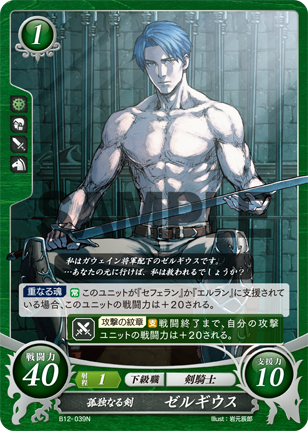 1
SAMPLE
私はガウェイン将軍配下のゼルギウスです。
…あなたの元に行けば、私は救われるでしょうか?
重なる魂 このユニットが『セフェラン』か『エルラン』に支援されて
いる場合、このユニットの戦闘力は+20される。
攻撃の紋章 支 戦闘終了まで、自分の攻撃
ユニットの戦闘力は+20される。
戦闘力
40
射程 1 下級職 剣騎士
孤独なる剣 ゼルギウス
支援力
10
B12-039N
Illust:岩元辰郎